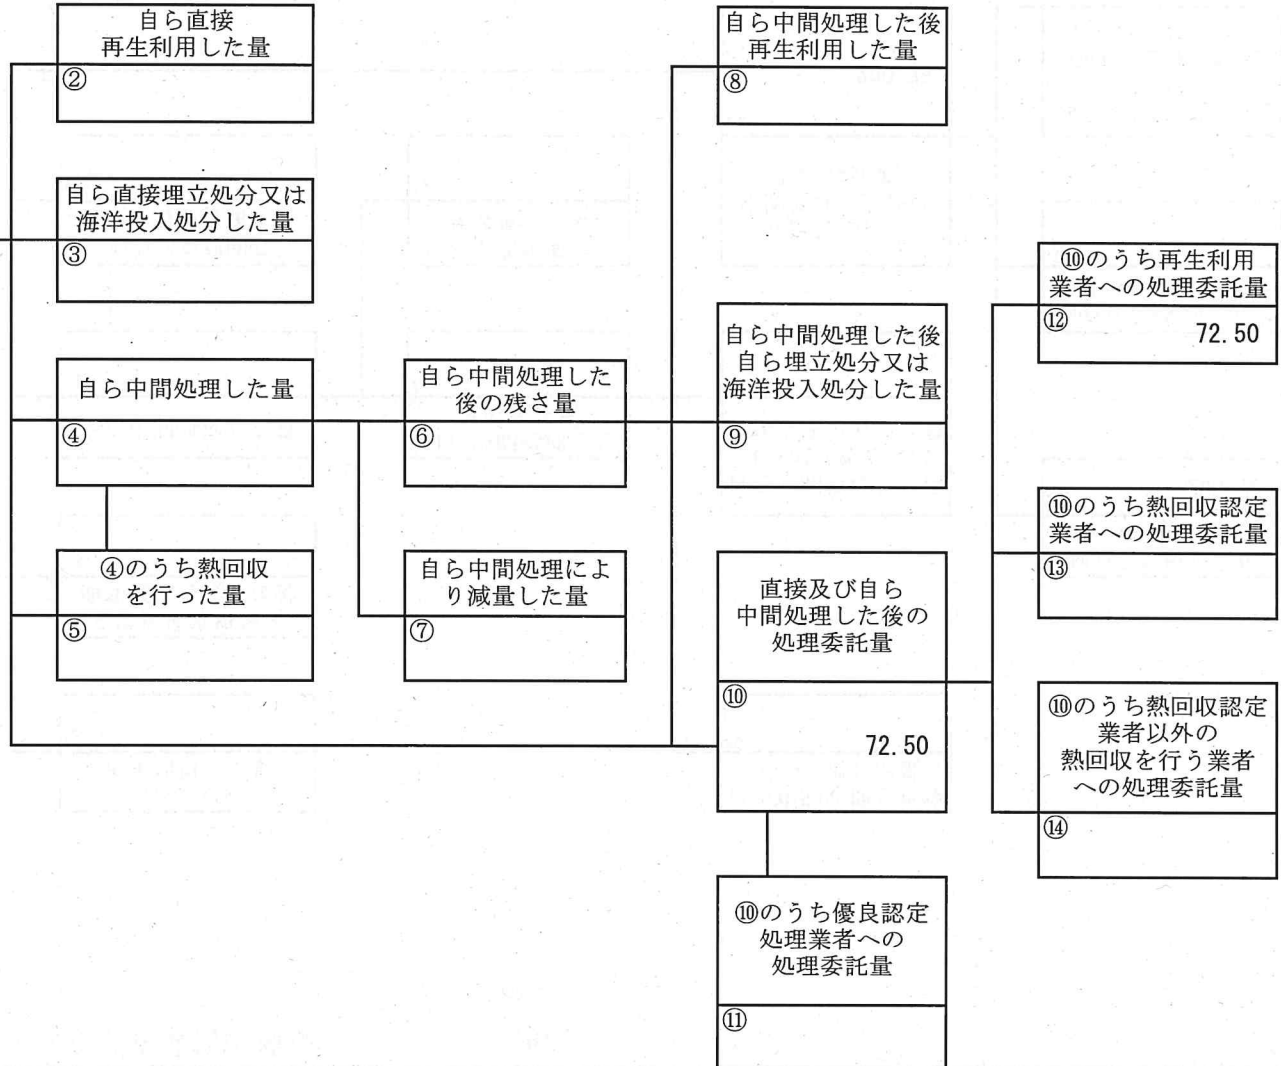 自ら直接
再生利用した量
②
自ら直接埋立処分又は
海洋投入処分した量
③
自ら中間処理した量
④
④のうち熱回収
を行った量
⑤
自ら中間処理した
後の残さ量
⑥
自ら中間処理によ
り減量した量
⑦
自ら中間処理した後
再生利用した量
⑧
自ら中間処理した後
自ら埋立処分又は
海洋投入処分した量
⑨
直接及び自ら
中間処理した後の
処理委託量
⑩
72.50
⑩のうち優良認定
処理業者への
処理委託量
⑪
⑩のうち再生利用
業者への処理委託量
⑫
72.50
⑩のうち熱回収認定
業者への処理委託量
⑬
⑩のうち熱回収認定
業者以外の
熱回収を行う業者
への処理委託量
⑭